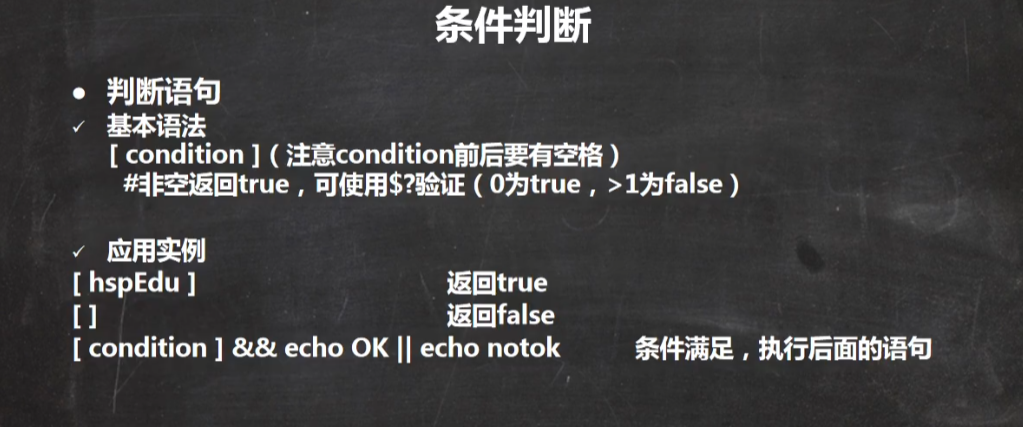 条件判断
● 判断语句
✓ 基本语法
[ condition ]（注意condition前后要有空格）
#非空返回true，可使用$?验证（0为true，>1为false）
✓ 应用实例
[ hspEdu ] 返回true
[ ] 返回false
[ condition ] && echo OK || echo notok 条件满足，执行后面的语句